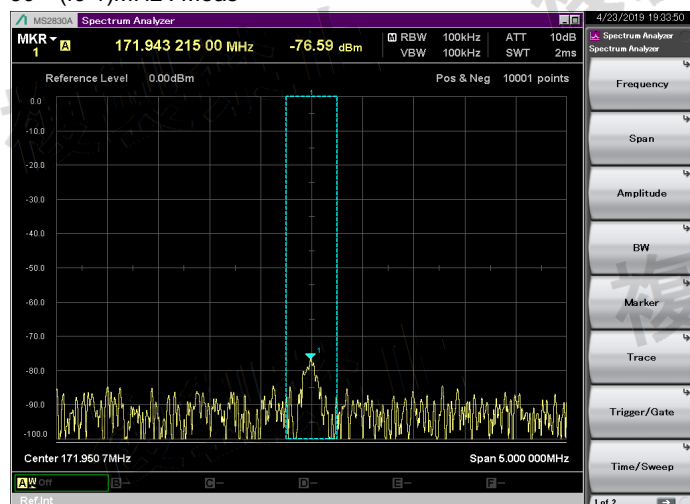 MS2830A Spectrum Analyzer
4/23/2019 19:33:50
MKR 1 A 171.943 215 00 MHz -76.59 dBm
M RBW 100kHz ATT 10dB
VBW 100kHz SWT 2ms
Spectrum Analyzer
Spectrum Analyzer
Reference Level 0.00dBm Pos & Neg 10001 points
Frequency
Span
Amplitude
BW
Marker
Trace
Trigger/Gate
Time/Sweep
1 of 2
1
0.0
-10.0
-20.0
-30.0
-40.0
-50.0
-60.0
-70.0
-80.0
-90.0
-100.0
1
Center 171.950 7MHz Span 5.000 000MHz
A W Off B C D E F
Ref.Int